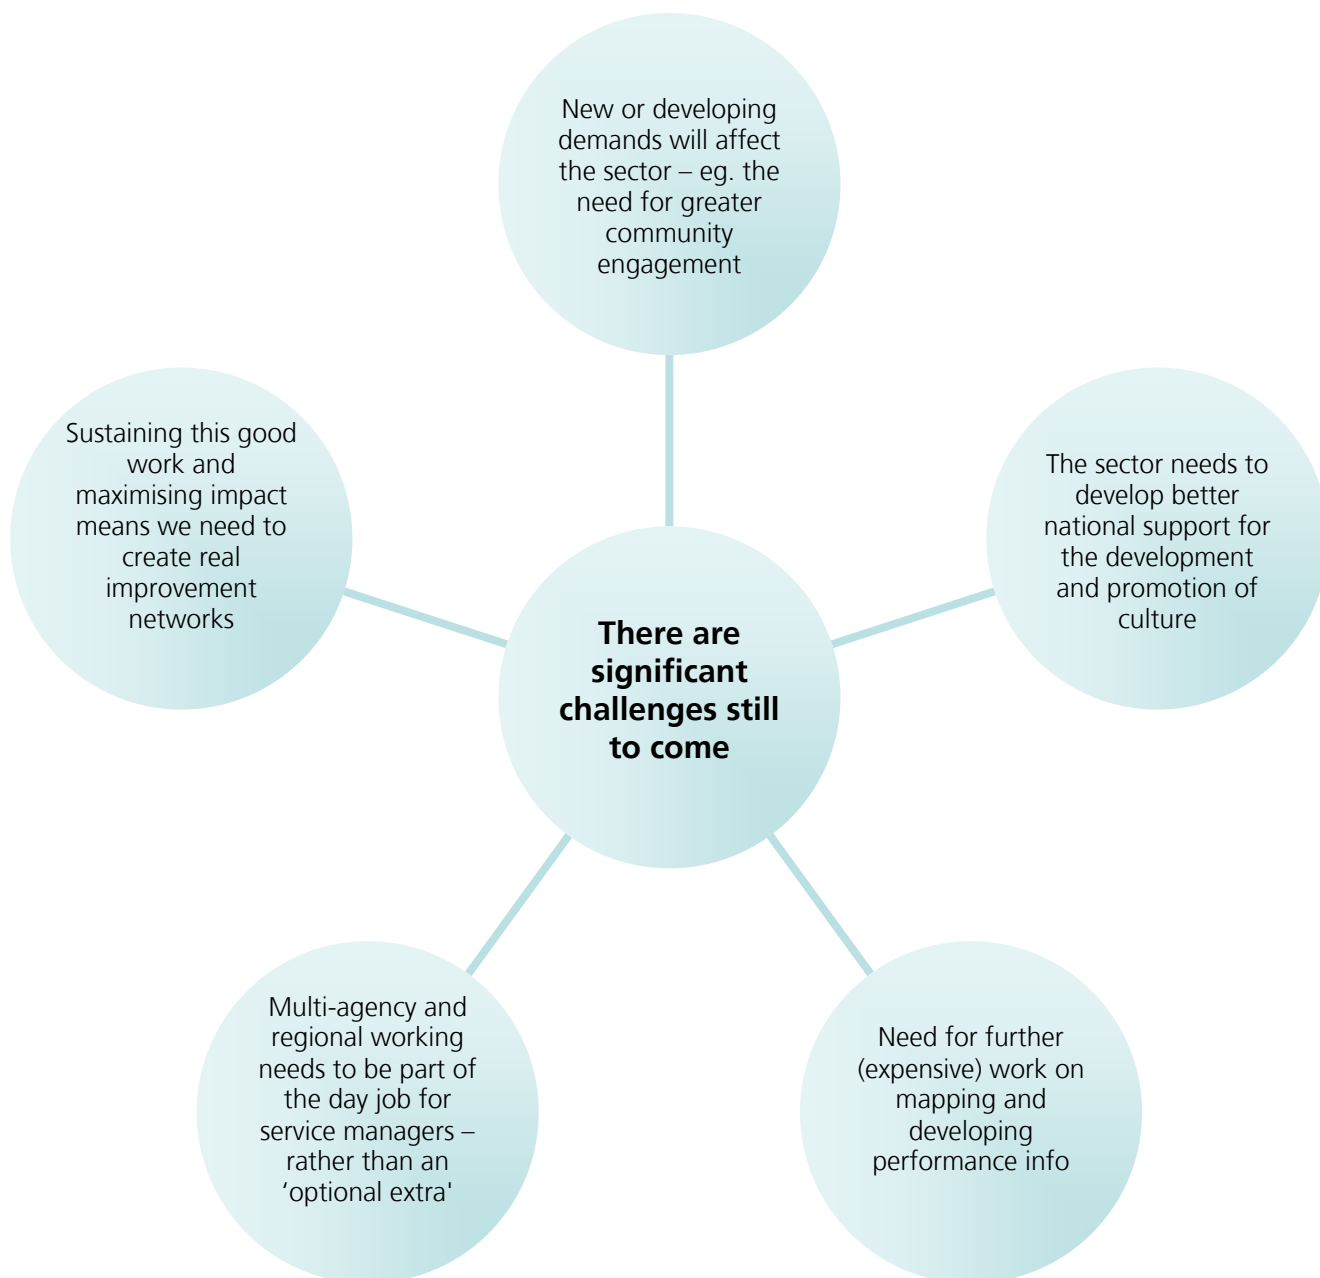 New or developing
demands will affect
the sector – eg. the
need for greater
community
engagement
Sustaining this good
work and
maximising impact
means we need to
create real
improvement
networks
The sector needs to
develop better
national support for
the development
and promotion of
culture
There are
significant
challenges still
to come
Multi-agency and
regional working
needs to be part of
the day job for
service managers –
rather than an
‘optional extra'
Need for further
(expensive) work on
mapping and
developing
performance info